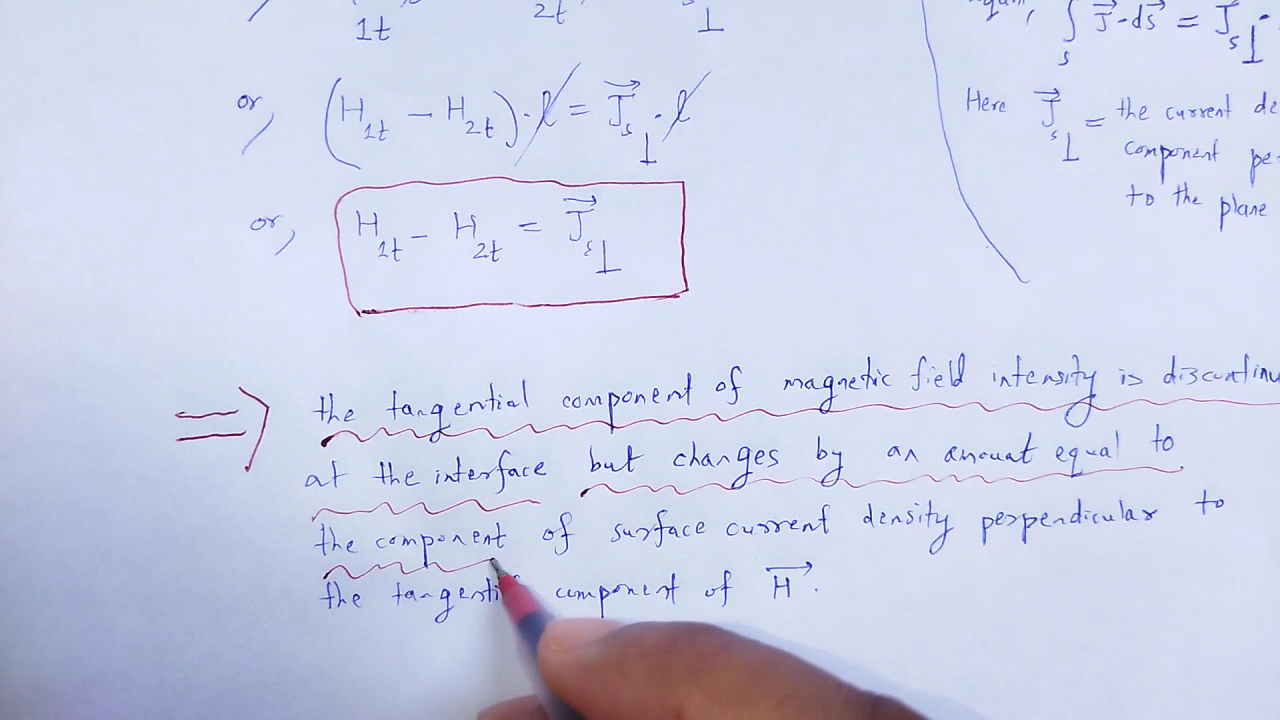 1t 2t s⊥
or, (H1t − H2t)·l = J⃗s⊥·l
or, H1t − H2t = J⃗s⊥
∫s J⃗·ds⃗ = J⃗s⊥·
Here J⃗s⊥ = the current de
component pe
to the plane
⇒ the tangential component of magnetic field intensity is discontinu
at the interface but changes by an amount equal to
the component of surface current density perpendicular to
the tangenti component of H⃗.